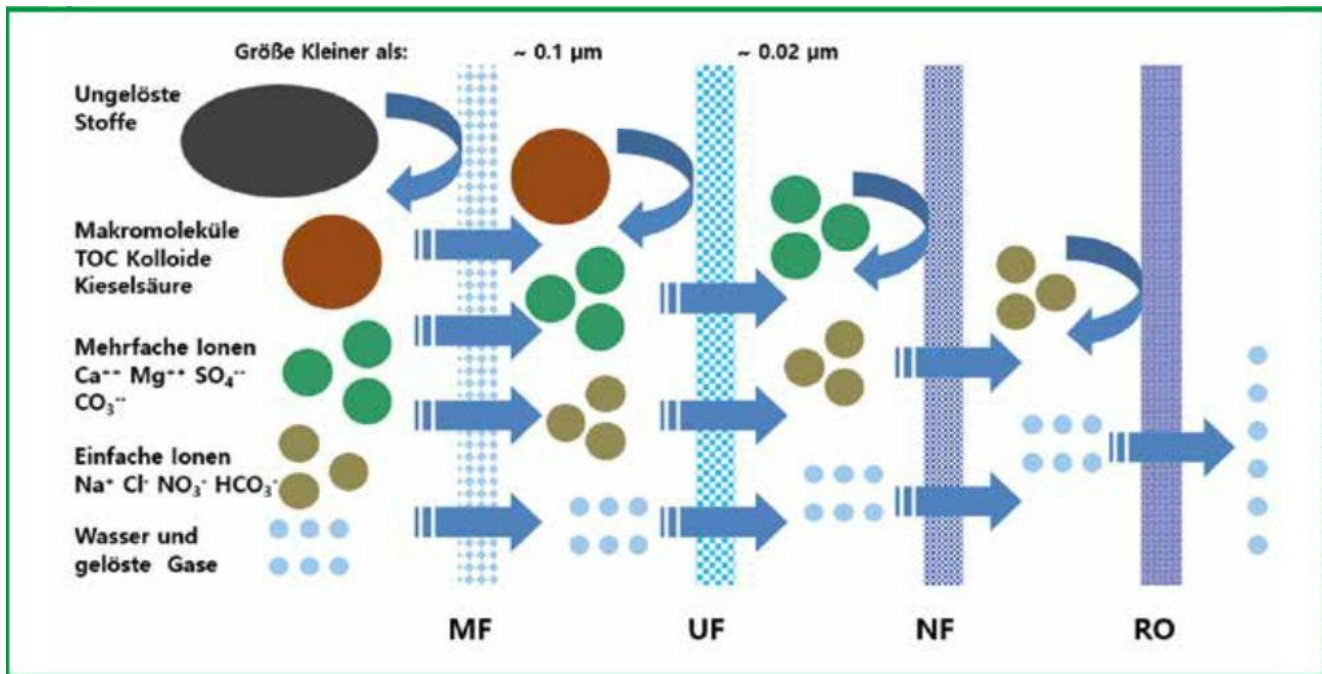 Größe Kleiner als: ~ 0.1 µm ~ 0.02 µm
Ungelöste
Stoffe
Makromoleküle
TOC Kolloide
Kieselsäure
Mehrfache Ionen
Ca⁺⁺ Mg⁺⁺ SO₄⁻⁻
CO₃⁻⁻
Einfache Ionen
Na⁺ Cl⁻ NO₃⁻ HCO₃⁻
Wasser und
gelöste Gase
MF UF NF RO